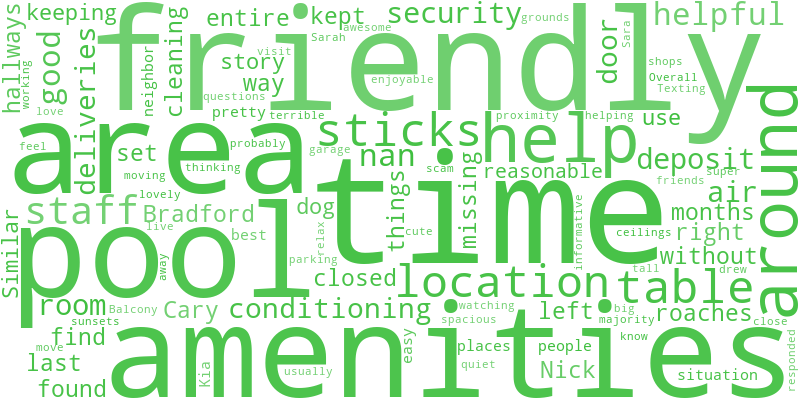 friendly
keeping
entire
kept
awesome
security
grounds
helpful
hallways
working
good
deliveries
neighbor
cleaning
story
Sarah
visit
way
enjoyable
questions
door
Sara
shops
Overall
Texting
love
pretty
terrible
proximity
helping
use
area
sticks
help
around
feel
set
probably
garage
nan
deposit
thinking
scam
reasonable
super
moving
time
friends
air
lovely
dog
things
missing
months
staff
Bradford
cute
informative
ceilings
right
Similar
pool
live
best
relax
parking
tall
drew
without
away
closed
location
table
room
Balcony
Cary
conditioning
watching
left
big
roaches
sunsets
spacious
majority
close
find
move
amenities
easy
places
people
know
last
Kia
usually
quiet
Nick
situation
responded
found